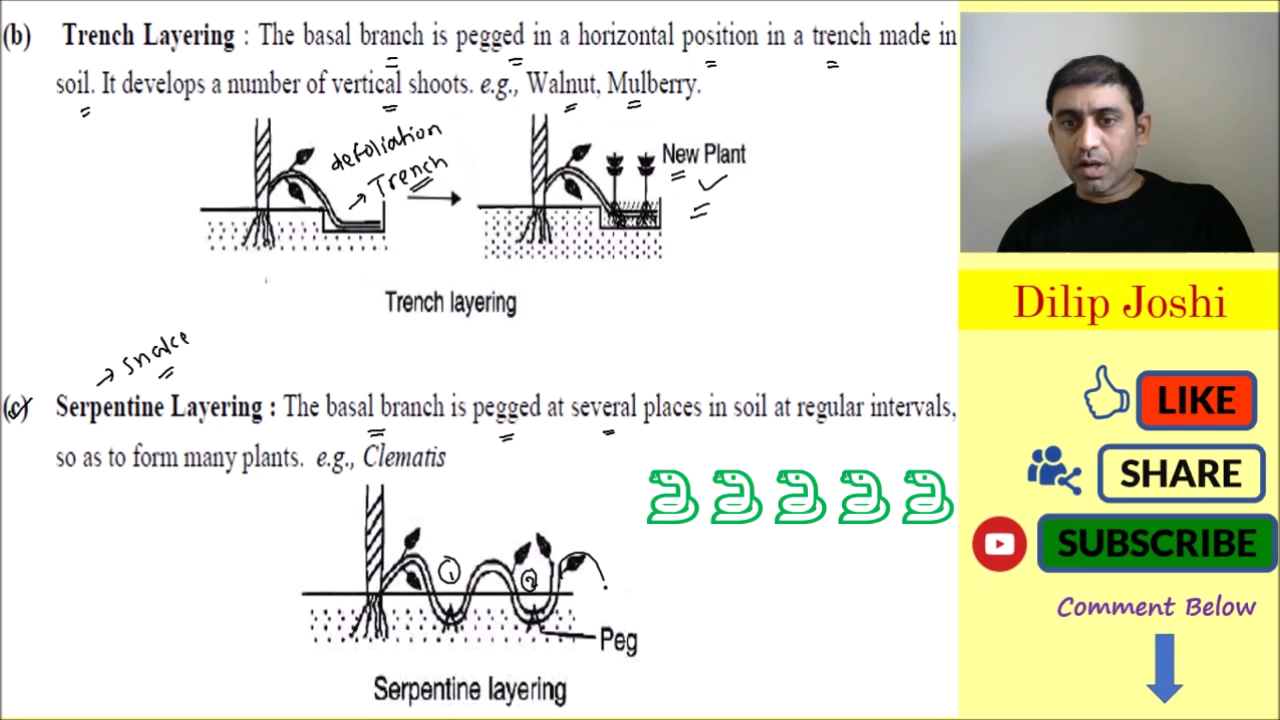 (b) Trench Layering : The basal branch is pegged in a horizontal position in a trench made in
soil. It develops a number of vertical shoots. e.g., Walnut, Mulberry.
defoliation
→ Trench
New Plant
Trench layering
→ snake
(c) Serpentine Layering : The basal branch is pegged at several places in soil at regular intervals,
so as to form many plants. e.g., Clematis
1
2
Peg
Serpentine layering
Dilip Joshi
LIKE
SHARE
SUBSCRIBE
Comment Below